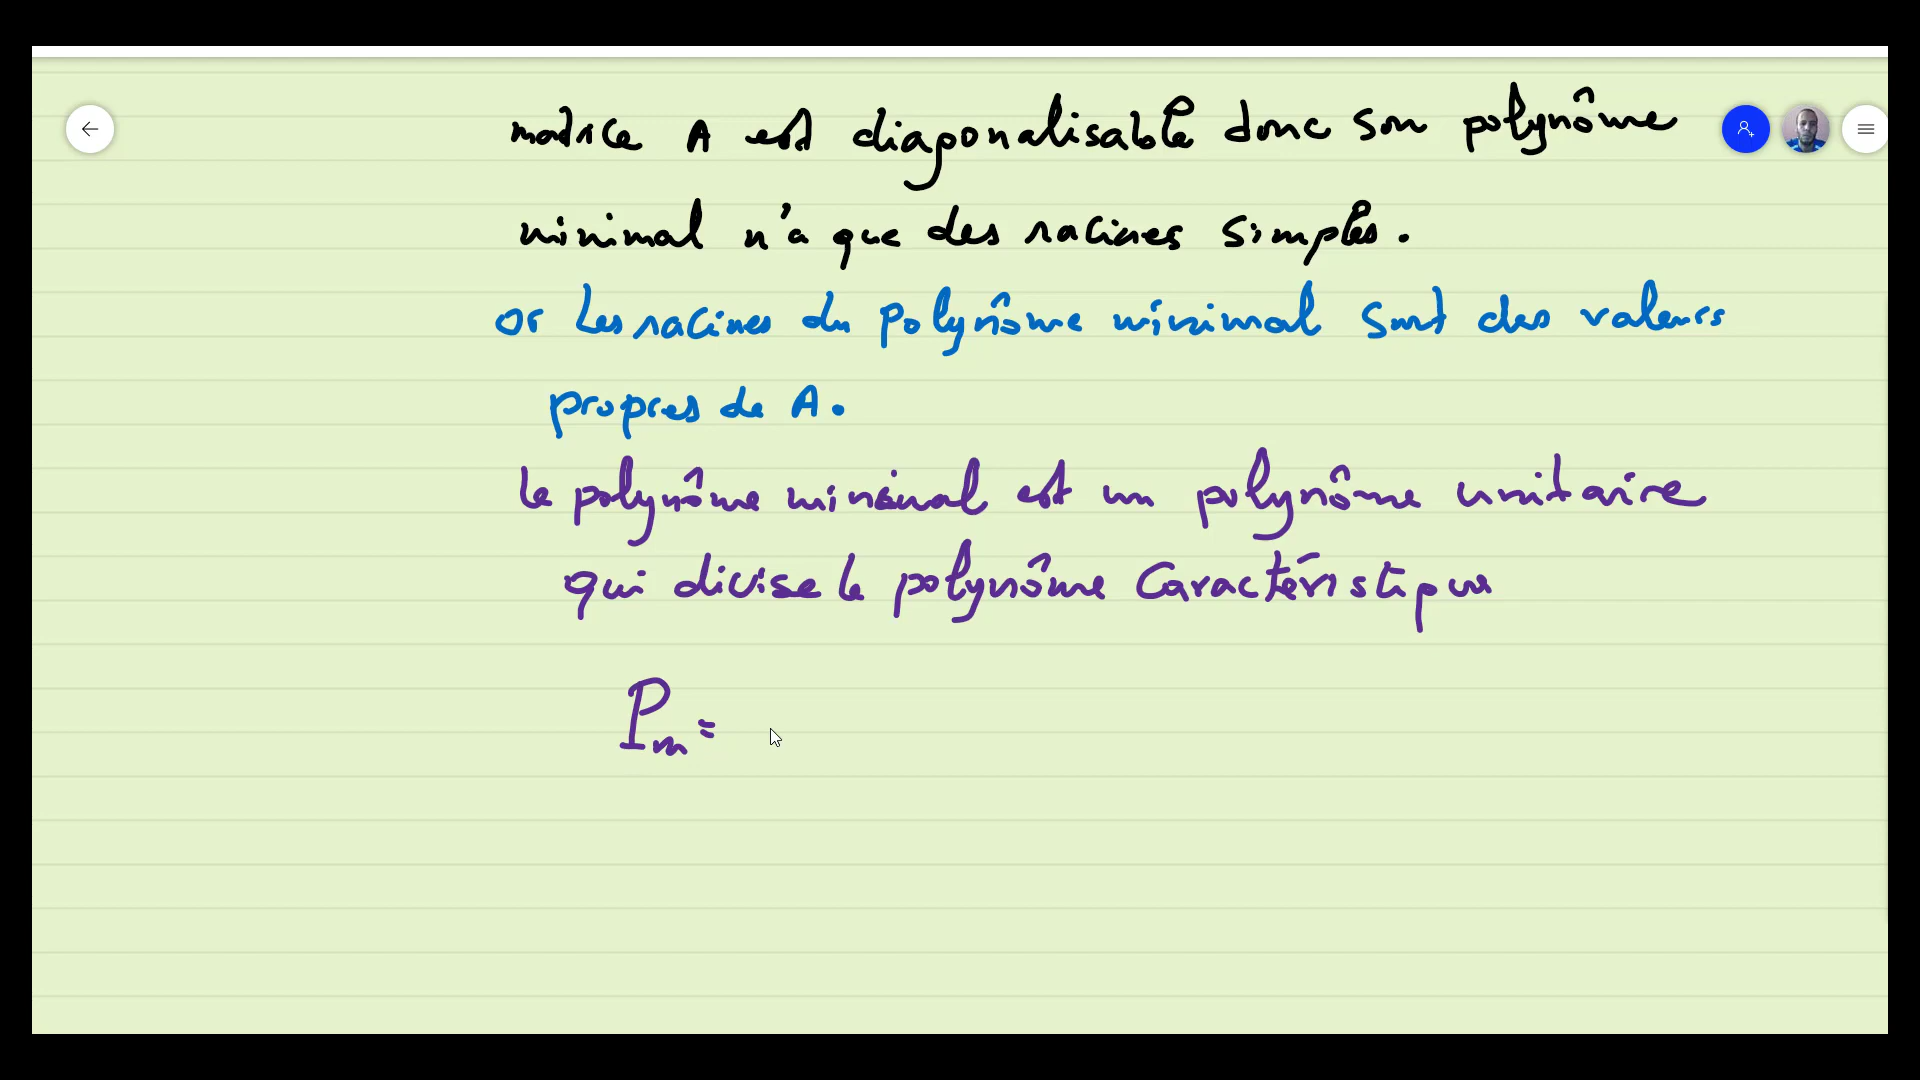 matrice A est diagonalisable donc son polynôme
minimal n'a que des racines simples.
or Les racines du polynôme minimal sont des valeurs
propres de A.
le polynôme minimal est un polynôme unitaire
qui divise le polynôme Caractéristique
Pm =